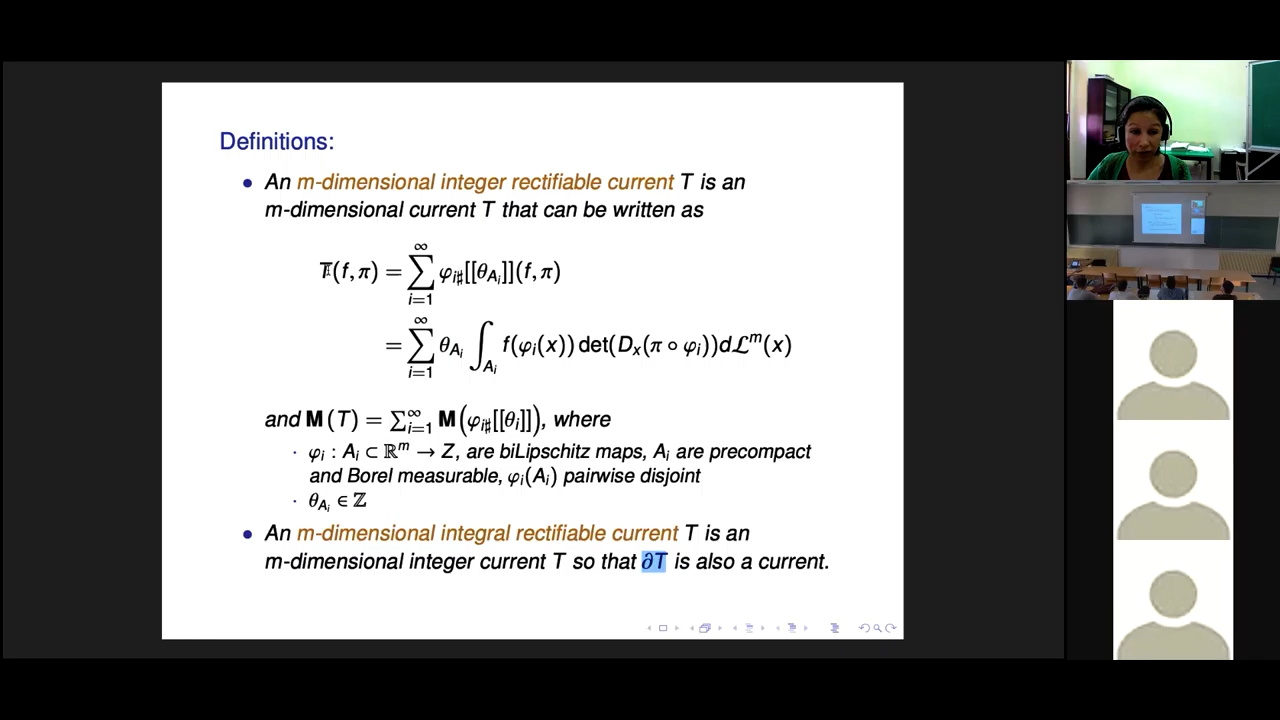 Definitions:
• An m-dimensional integer rectifiable current T is an
m-dimensional current T that can be written as
T(f, π) = ∑_{i=1}^{∞} φ_{i♯}[[θ_{A_i}]](f, π)
= ∑_{i=1}^{∞} θ_{A_i} ∫_{A_i} f(φ_i(x)) det(D_x(π ∘ φ_i))dℒ^m(x)
and M(T) = ∑_{i=1}^{∞} M(φ_{i♯}[[θ_i]]), where
· φ_i : A_i ⊂ ℝ^m → Z, are biLipschitz maps, A_i are precompact
and Borel measurable, φ_i(A_i) pairwise disjoint
· θ_{A_i} ∈ ℤ
• An m-dimensional integral rectifiable current T is an
m-dimensional integer current T so that ∂T is also a current.